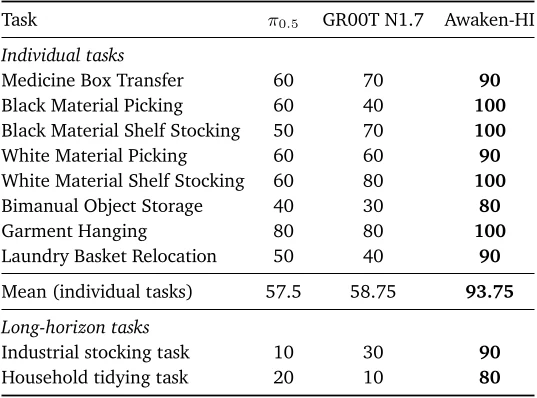 Task π0.5 GR00T N1.7 Awaken-HI
Individual tasks
Medicine Box Transfer 60 70 90
Black Material Picking 60 40 100
Black Material Shelf Stocking 50 70 100
White Material Picking 60 60 90
White Material Shelf Stocking 60 80 100
Bimanual Object Storage 40 30 80
Garment Hanging 80 80 100
Laundry Basket Relocation 50 40 90
Mean (individual tasks) 57.5 58.75 93.75
Long-horizon tasks
Industrial stocking task 10 30 90
Household tidying task 20 10 80